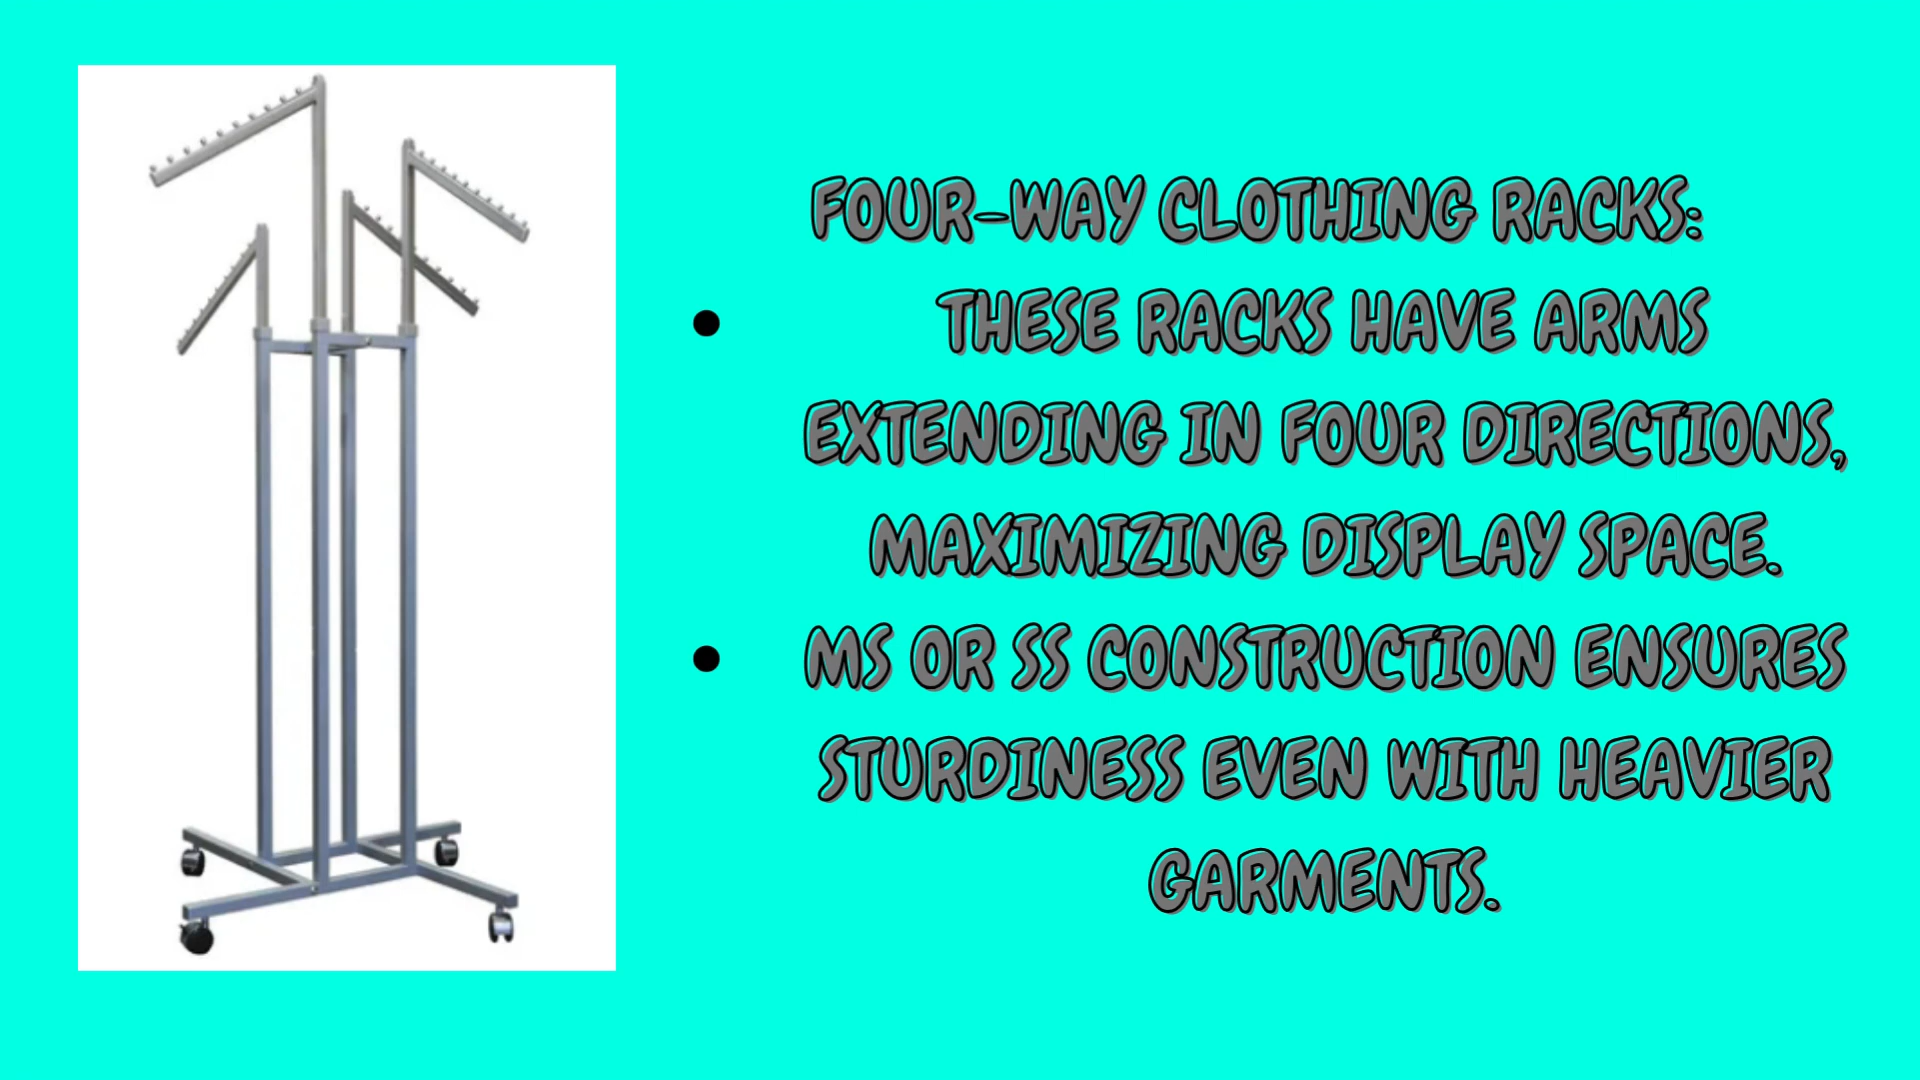 FOUR-WAY CLOTHING RACKS:
• THESE RACKS HAVE ARMS
EXTENDING IN FOUR DIRECTIONS,
MAXIMIZING DISPLAY SPACE.
• MS OR SS CONSTRUCTION ENSURES
STURDINESS EVEN WITH HEAVIER
GARMENTS.